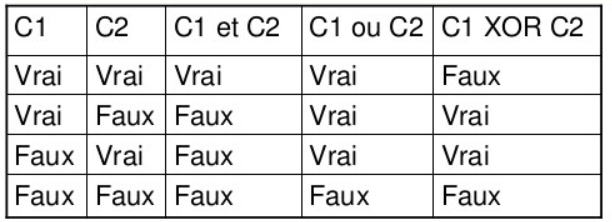 C1 C2 C1 et C2 C1 ou C2 C1 XOR C2
Vrai Vrai Vrai Vrai Faux
Vrai Faux Faux Vrai Vrai
Faux Vrai Faux Vrai Vrai
Faux Faux Faux Faux Faux